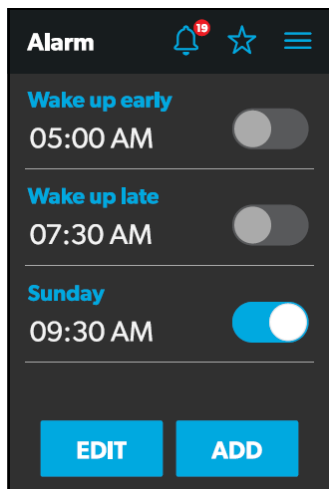 Alarm
19
Wake up early
05:00 AM
Wake up late
07:30 AM
Sunday
09:30 AM
EDIT
ADD